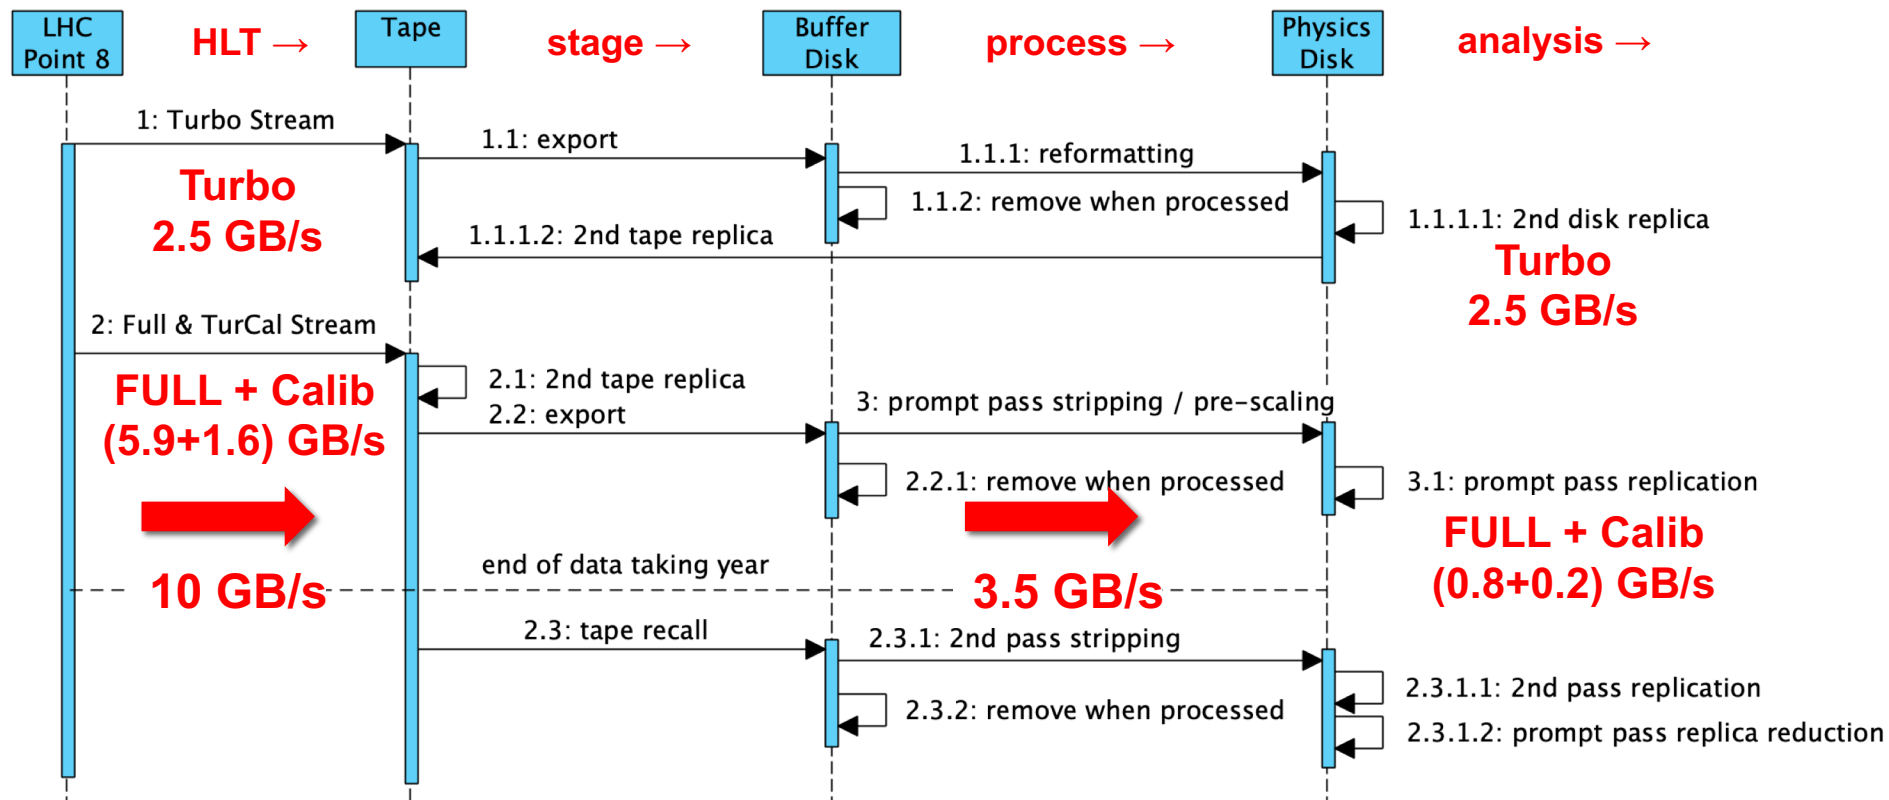 LHC
Point 8
HLT →
Tape
stage →
Buffer
Disk
process →
Physics
Disk
analysis →
1: Turbo Stream
1.1: export
1.1.1: reformatting
Turbo
2.5 GB/s
1.1.2: remove when processed
1.1.1.1: 2nd disk replica
1.1.1.2: 2nd tape replica
Turbo
2.5 GB/s
2: Full & TurCal Stream
FULL + Calib
(5.9+1.6) GB/s
2.1: 2nd tape replica
2.2: export
3: prompt pass stripping / pre-scaling
2.2.1: remove when processed
3.1: prompt pass replication
FULL + Calib
(0.8+0.2) GB/s
end of data taking year
10 GB/s
3.5 GB/s
2.3: tape recall
2.3.1: 2nd pass stripping
2.3.1.1: 2nd pass replication
2.3.2: remove when processed
2.3.1.2: prompt pass replica reduction